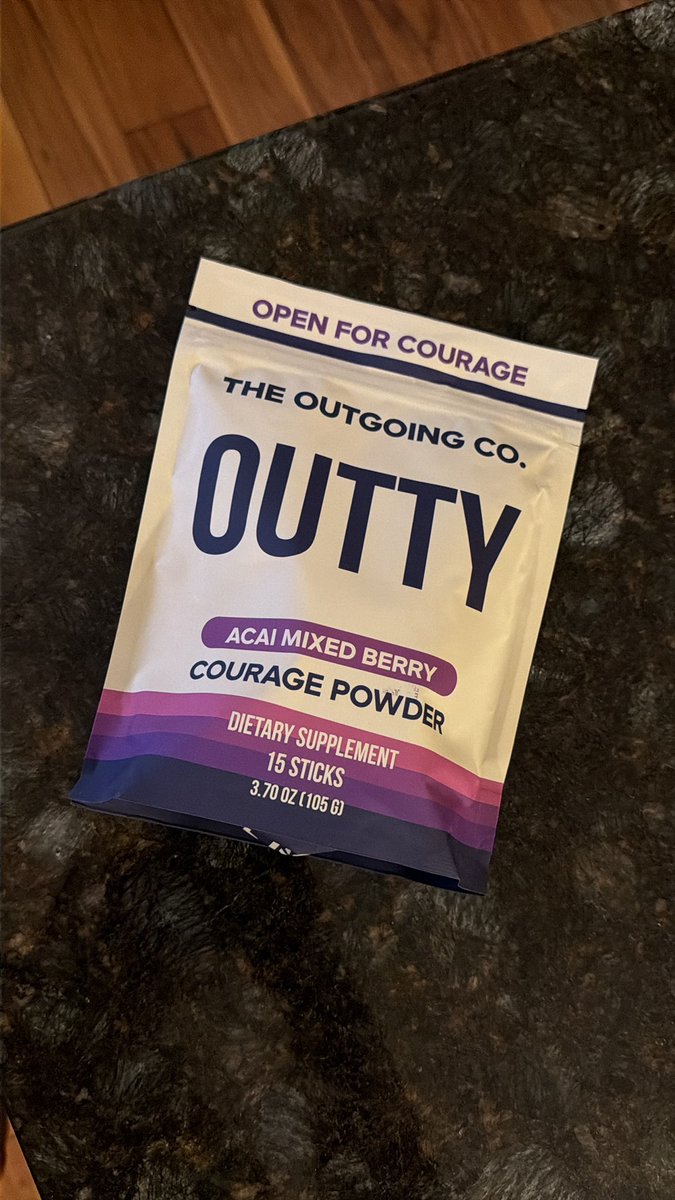 OPEN FOR COURAGE
THE OUTGOING CO.
OUTTY
ACAI MIXED BERRY
COURAGE POWDER
DIETARY SUPPLEMENT
15 STICKS
3.70 OZ (105 G)